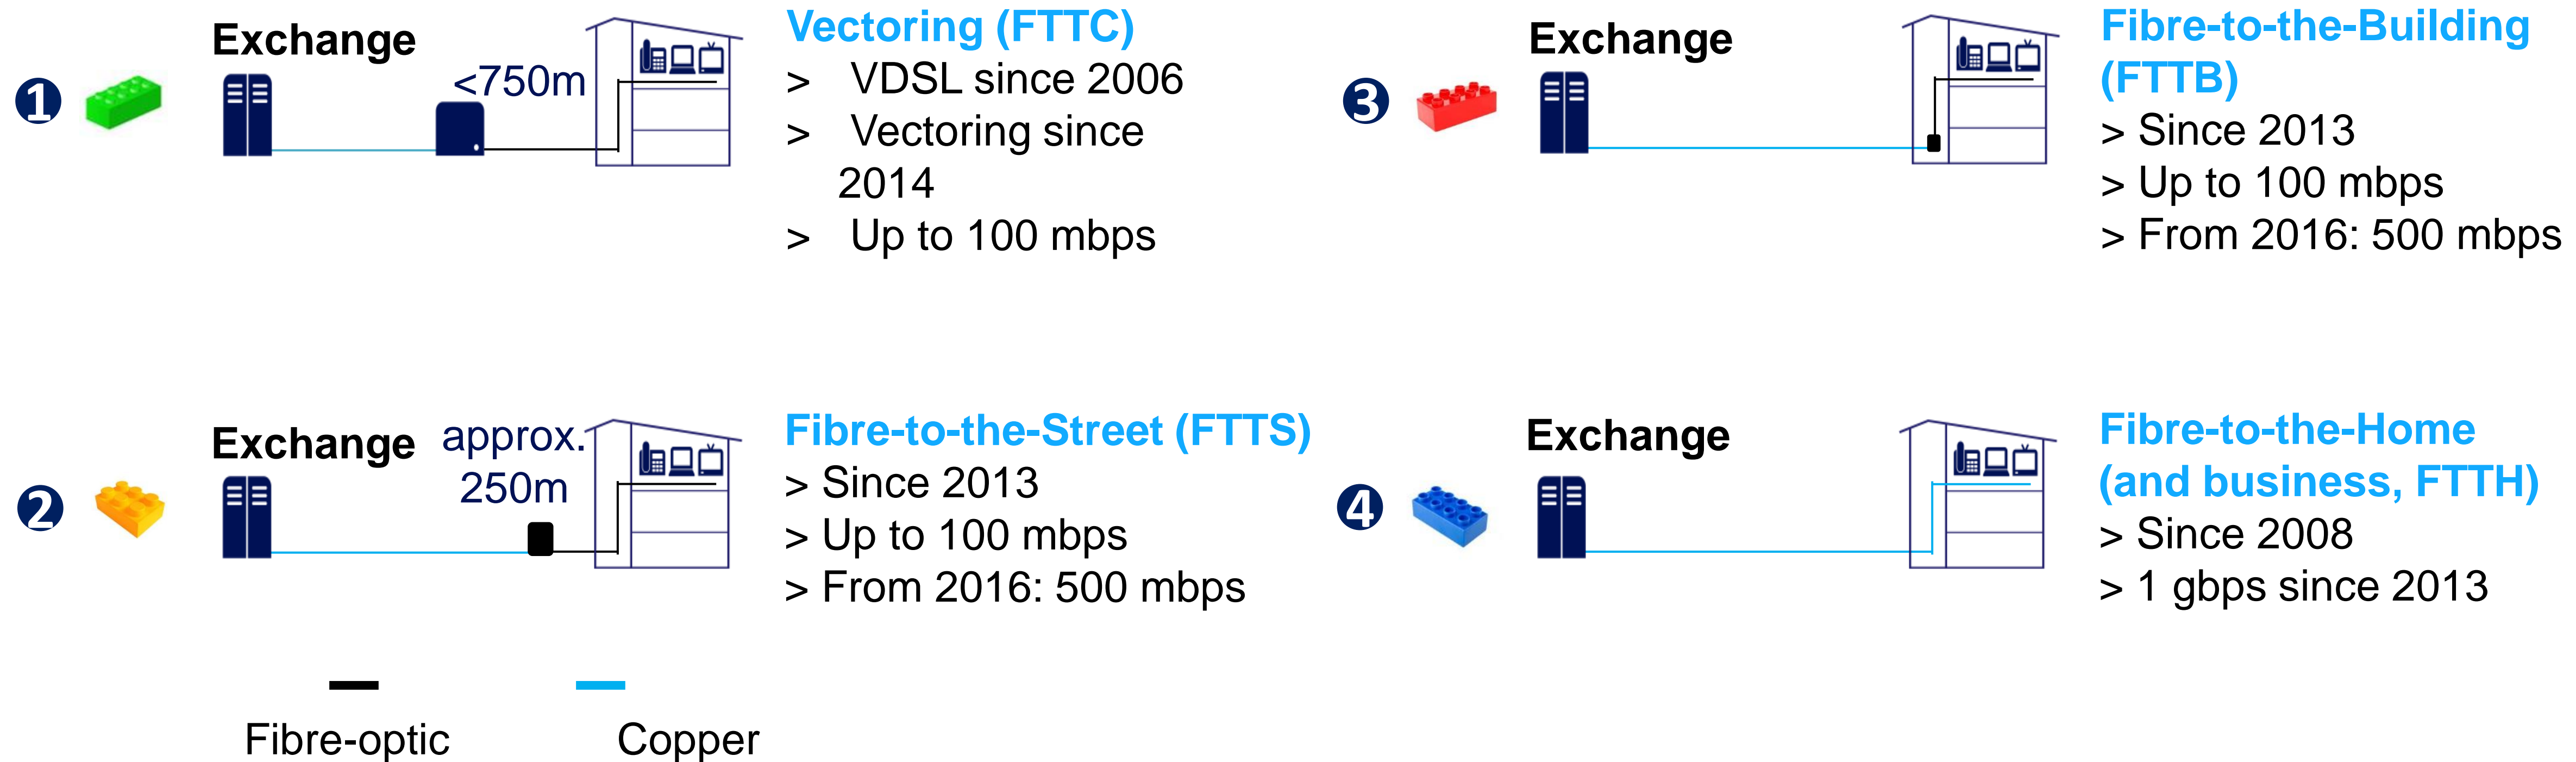 1
Exchange
<750m
Vectoring (FTTC)
> VDSL since 2006
> Vectoring since
2014
> Up to 100 mbps
2
Exchange
approx.
250m
Fibre-to-the-Street (FTTS)
> Since 2013
> Up to 100 mbps
> From 2016: 500 mbps
3
Exchange
Fibre-to-the-Building
(FTTB)
> Since 2013
> Up to 100 mbps
> From 2016: 500 mbps
4
Exchange
Fibre-to-the-Home
(and business, FTTH)
> Since 2008
> 1 gbps since 2013
Fibre-optic
Copper